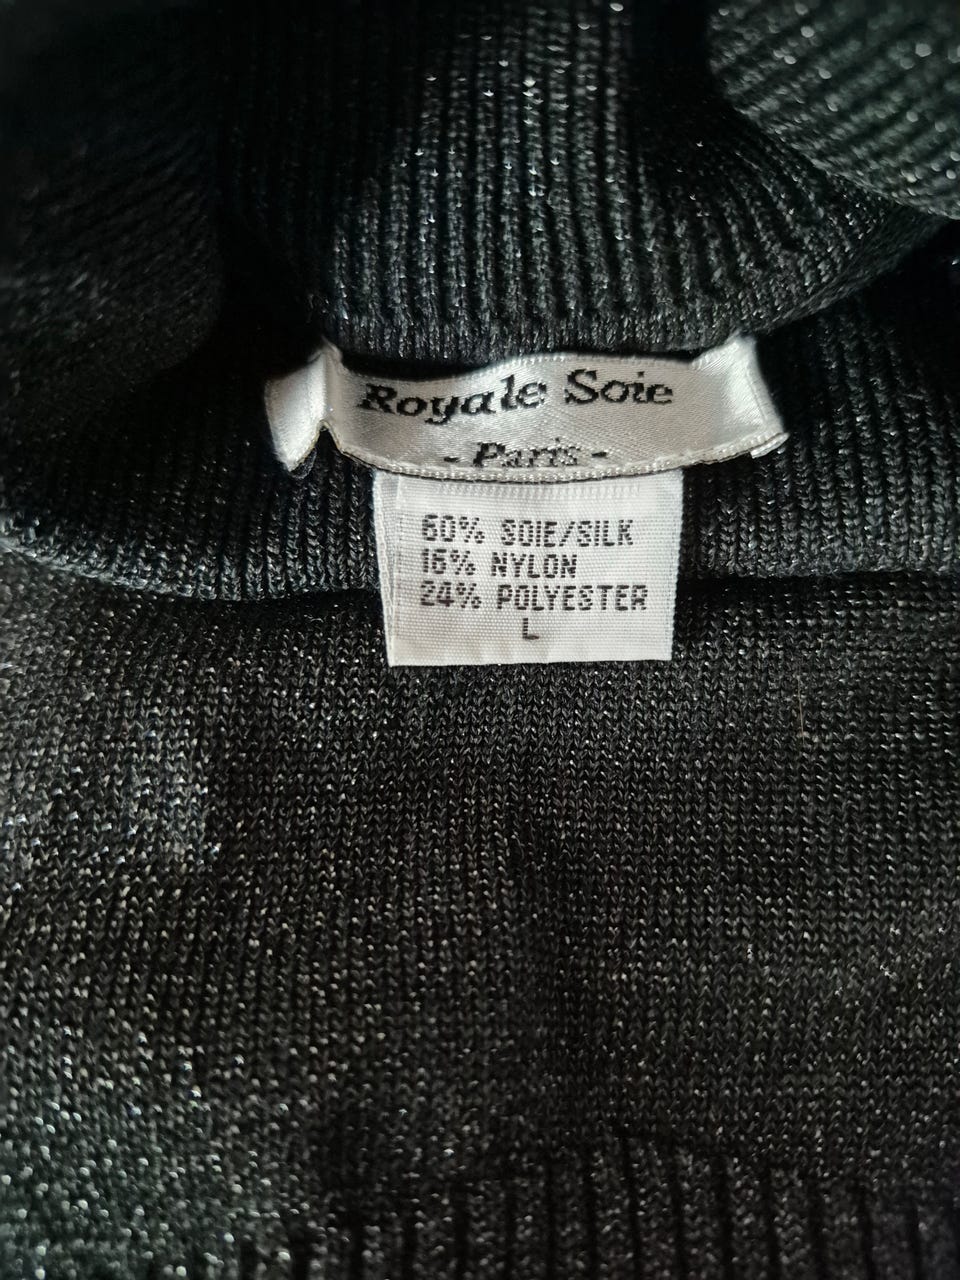 Royale Soie
- Paris -
60% SOIE/SILK
16% NYLON
24% POLYESTER
L